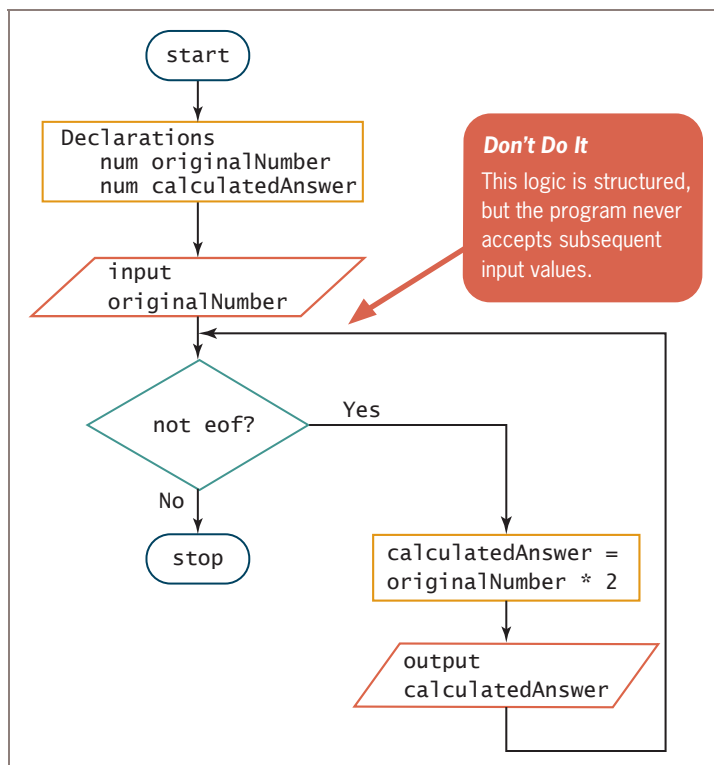 start
Declarations
num originalNumber
num calculatedAnswer
Don't Do It
This logic is structured,
but the program never
accepts subsequent
input values.
input
originalNumber
not eof?
Yes
No
stop
calculatedAnswer =
originalNumber * 2
output
calculatedAnswer